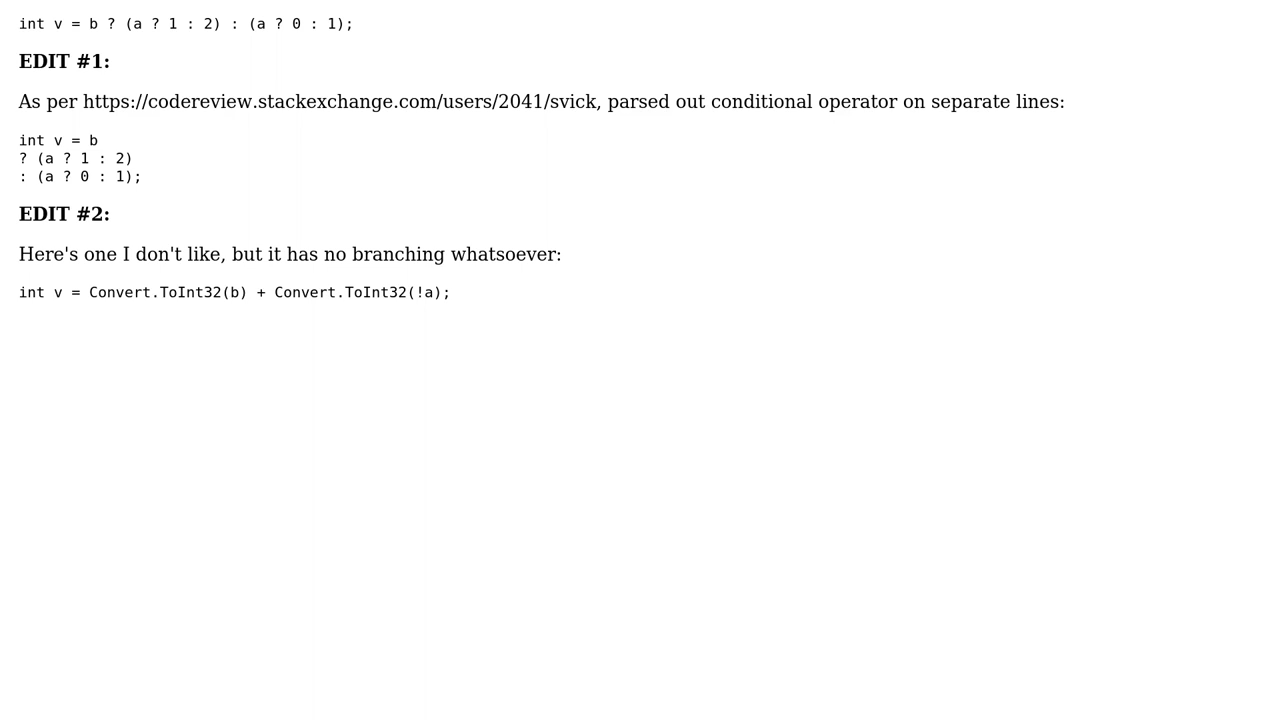 int v = b ? (a ? 1 : 2) : (a ? 0 : 1);
EDIT #1:
As per https://codereview.stackexchange.com/users/2041/svick, parsed out conditional operator on separate lines:
int v = b
? (a ? 1 : 2)
: (a ? 0 : 1);
EDIT #2:
Here's one I don't like, but it has no branching whatsoever:
int v = Convert.ToInt32(b) + Convert.ToInt32(!a);